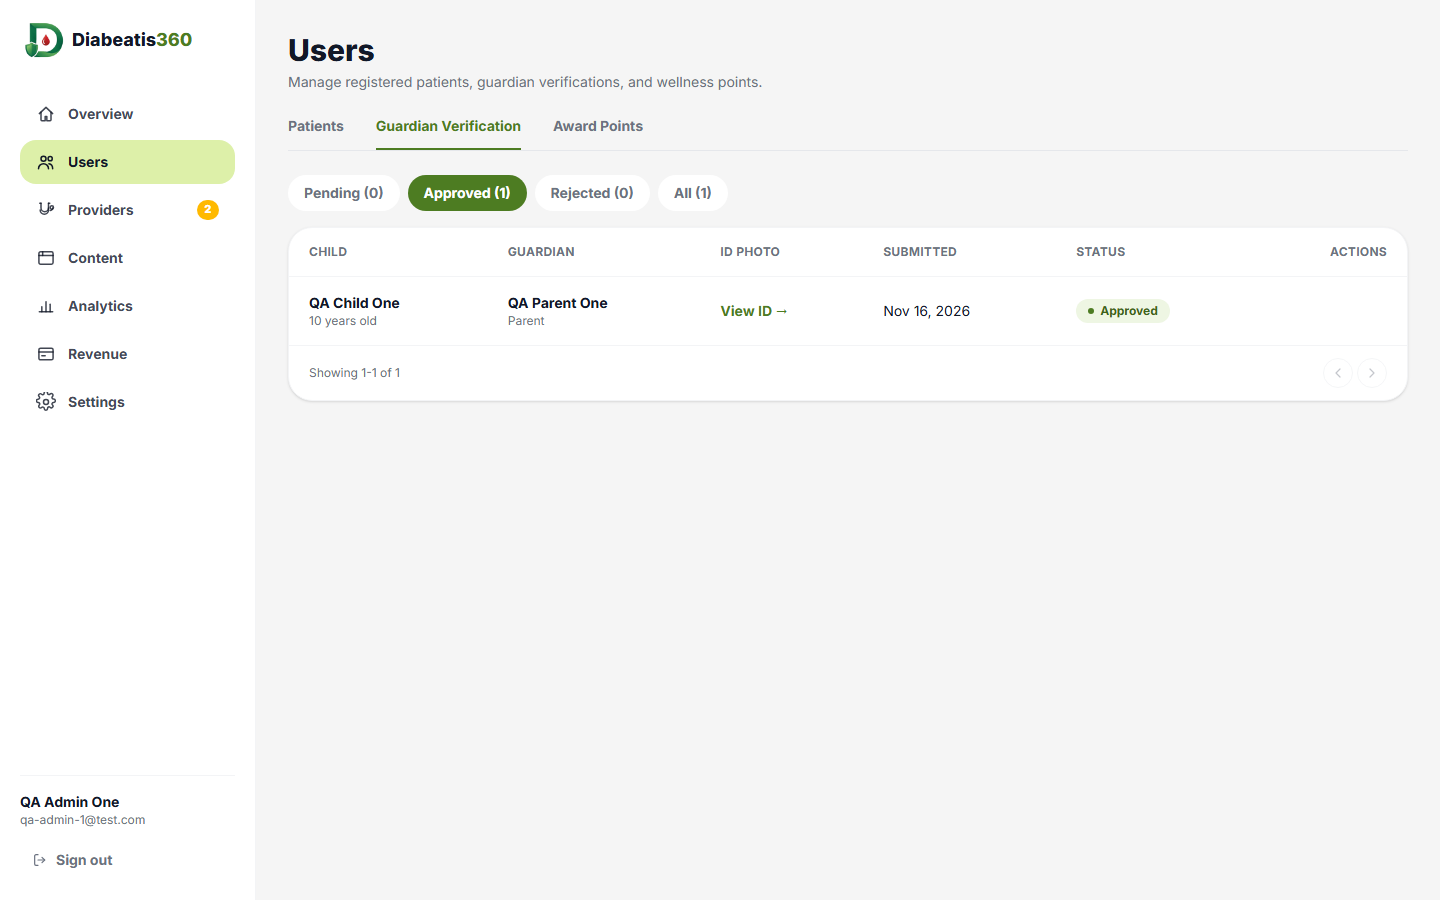 Diabeatis360
Overview
Users
Providers 2
Content
Analytics
Revenue
Settings
QA Admin One
qa-admin-1@test.com
Sign out
Users
Manage registered patients, guardian verifications, and wellness points.
Patients Guardian Verification Award Points
Pending (0) Approved (1) Rejected (0) All (1)
CHILD GUARDIAN ID PHOTO SUBMITTED STATUS ACTIONS
QA Child One QA Parent One View ID → Nov 16, 2026 Approved
10 years old Parent
Showing 1-1 of 1